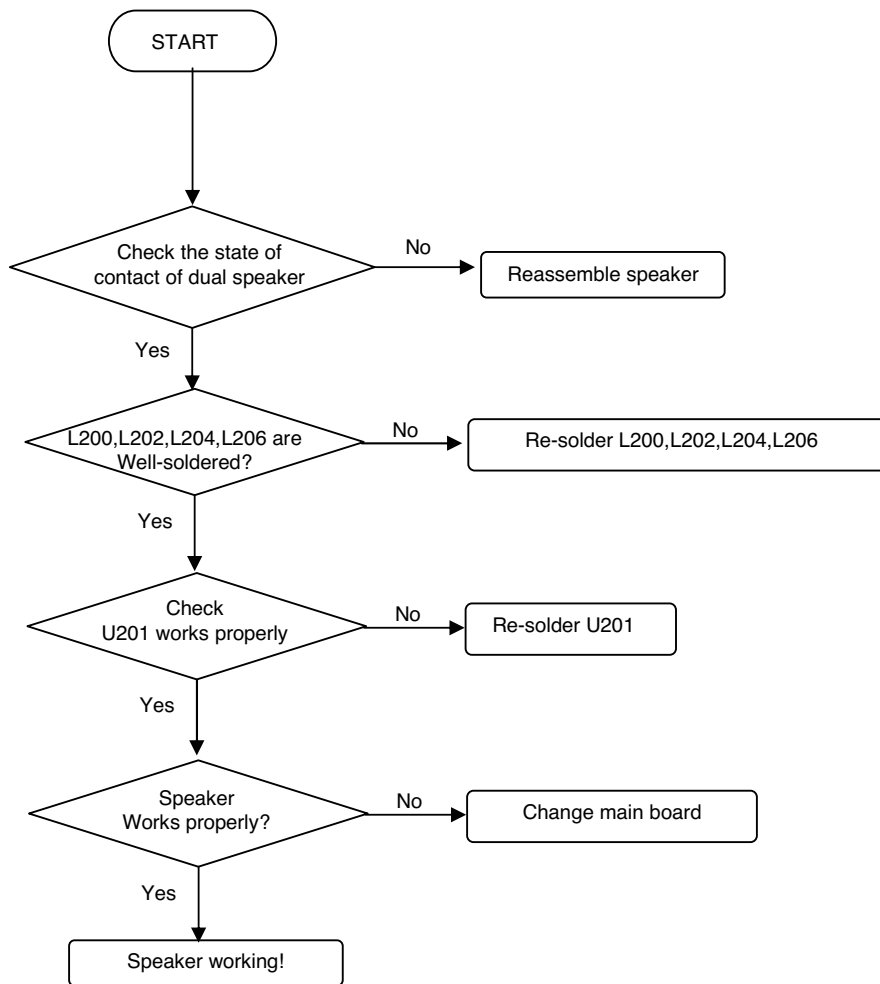 START
Check the state of
contact of dual speaker
No
Reassemble speaker
Yes
L200,L202,L204,L206 are
Well-soldered?
No
Re-solder L200,L202,L204,L206
Yes
Check
U201 works properly
No
Re-solder U201
Yes
Speaker
Works properly?
No
Change main board
Yes
Speaker working!